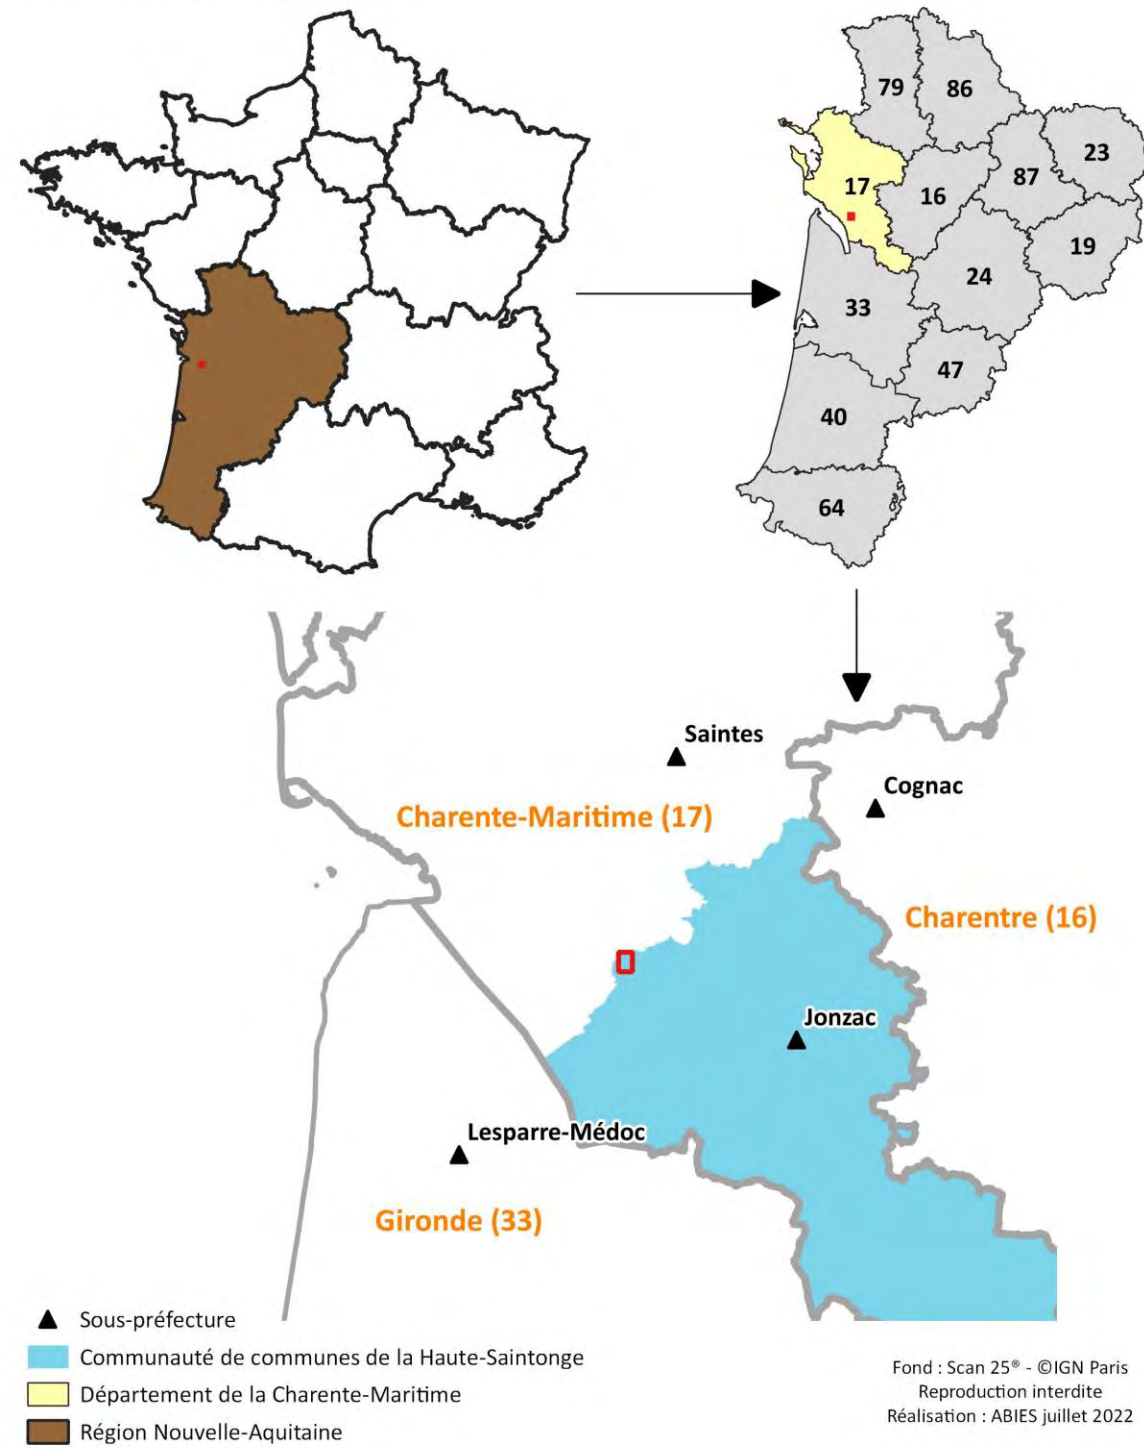 79
86
23
17
87
16
19
24
33
47
40
64
Saintes
Cognac
Charente-Maritime (17)
Charentre (16)
Jonzac
Lesparre-Médoc
Gironde (33)
Sous-préfecture
Communauté de communes de la Haute-Saintonge
Département de la Charente-Maritime
Région Nouvelle-Aquitaine
Fond : Scan 25® - ©IGN Paris
Reproduction interdite
Réalisation : ABIES juillet 2022